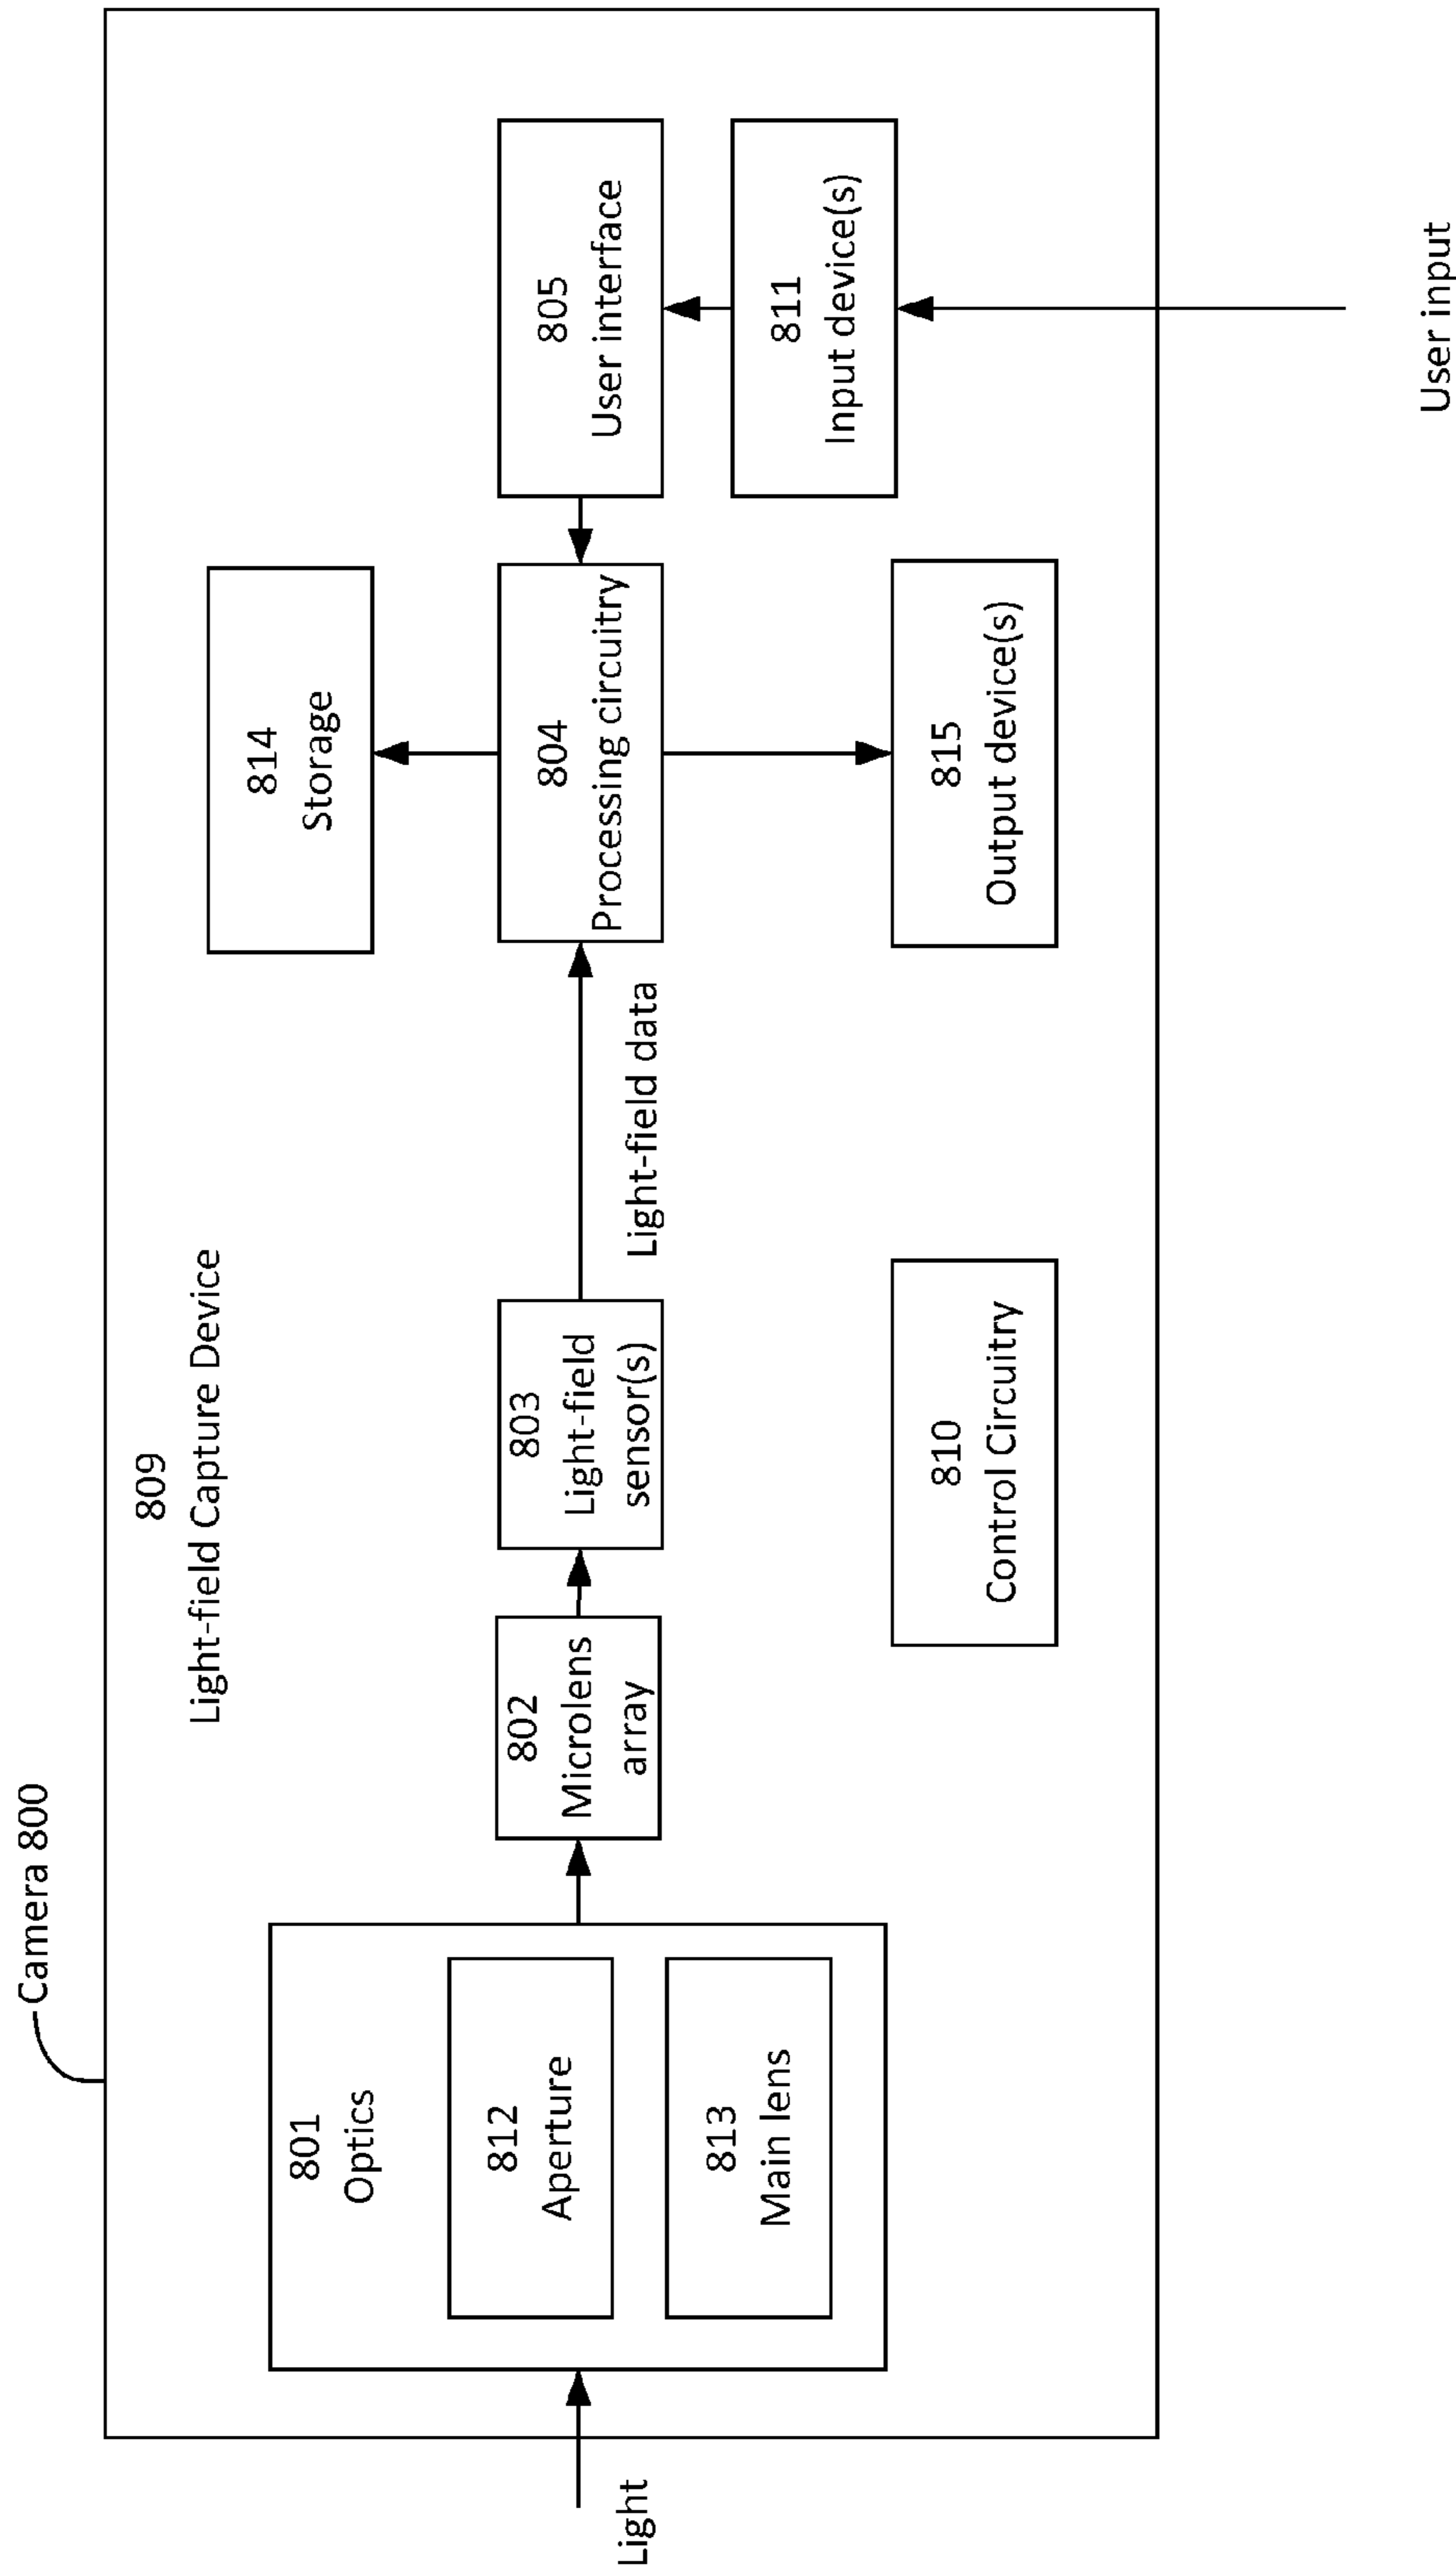 Camera 800
809
Light-field Capture Device
801
Optics
812
Aperture
813
Main lens
Light
802
Microlens
array
803
Light-field
sensor(s)
Light-field data
814
Storage
804
Processing circuitry
805
User interface
810
Control Circuitry
815
Output device(s)
811
Input device(s)
User input